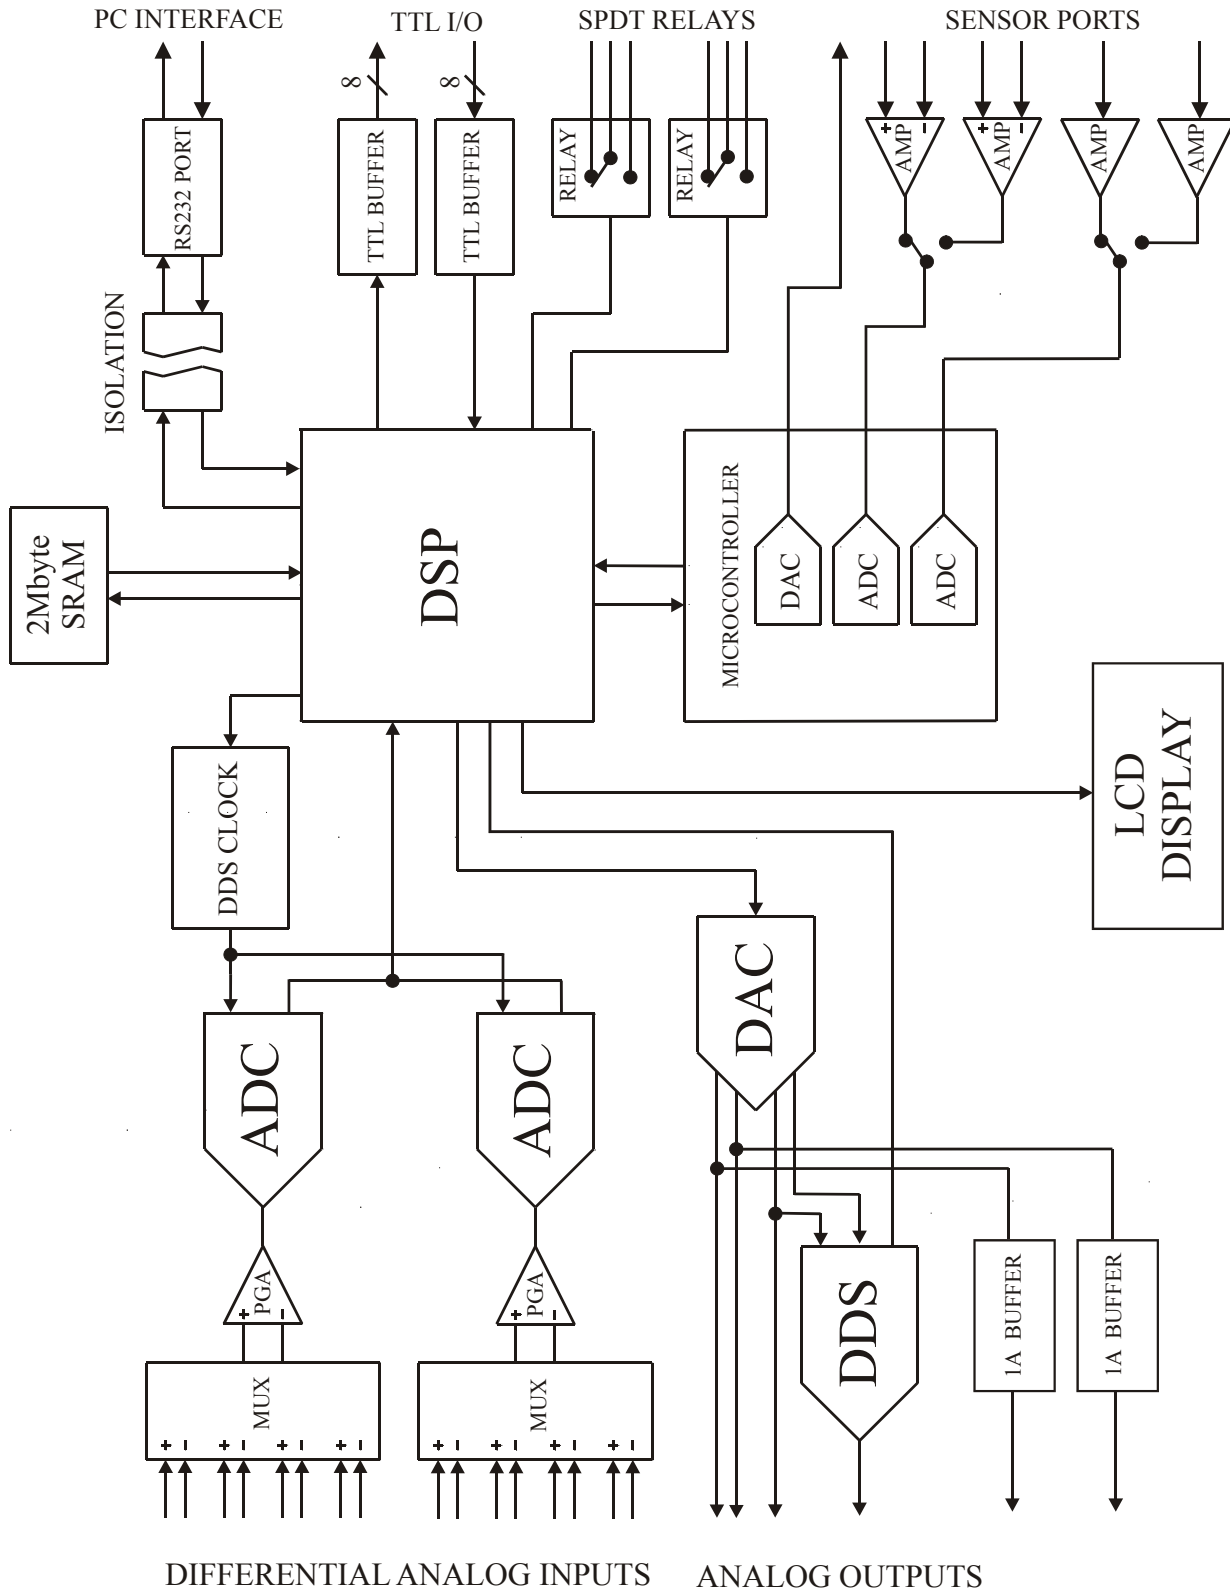 PC INTERFACE
TTL I/O
SPDT RELAYS
SENSOR PORTS
8
8
RS232 PORT
TTL BUFFER
TTL BUFFER
RELAY
RELAY
+
-
AMP
+
-
AMP
AMP
AMP
ISOLATION
2Mbyte
SRAM
DSP
MICROCONTROLLER
DAC
ADC
ADC
DDS CLOCK
LCD
DISPLAY
ADC
ADC
DAC
PGA
+
-
PGA
+
-
DDS
1A BUFFER
1A BUFFER
MUX
+ - + - + - + -
MUX
+ - + - + - + -
DIFFERENTIAL ANALOG INPUTS
ANALOG OUTPUTS